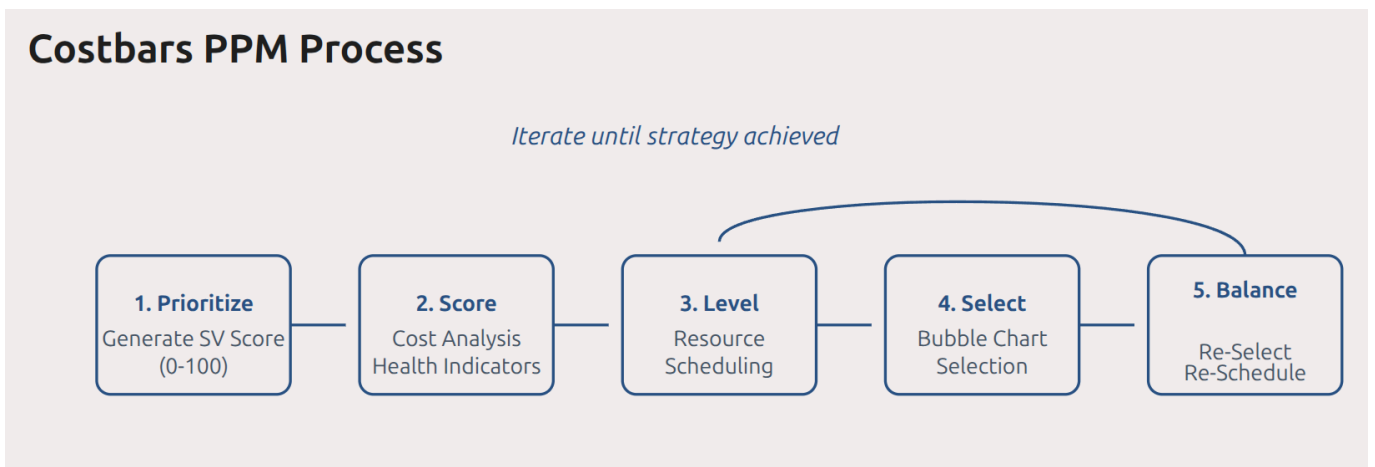 Costbars PPM Process
Iterate until strategy achieved
1. Prioritize
Generate SV Score
(0-100)
2. Score
Cost Analysis
Health Indicators
3. Level
Resource
Scheduling
4. Select
Bubble Chart
Selection
5. Balance
Re-Select
Re-Schedule